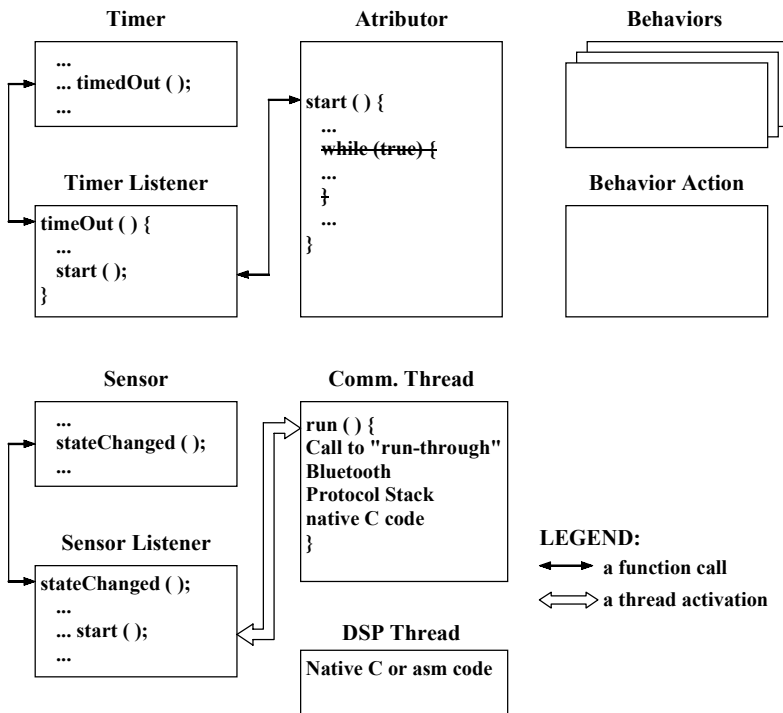 Timer
...
... timedOut ( );
...
Timer Listener
timeOut ( ) {
...
start ( );
}
Atributor
start ( ) {
...
while (true) {
...
}
...
}
Behaviors
Behavior Action
Sensor
...
stateChanged ( );
...
Sensor Listener
stateChanged ( );
...
... start ( );
...
Comm. Thread
run ( ) {
Call to "run-through"
Bluetooth
Protocol Stack
native C code
}
DSP Thread
Native C or asm code
LEGEND:
a function call
a thread activation